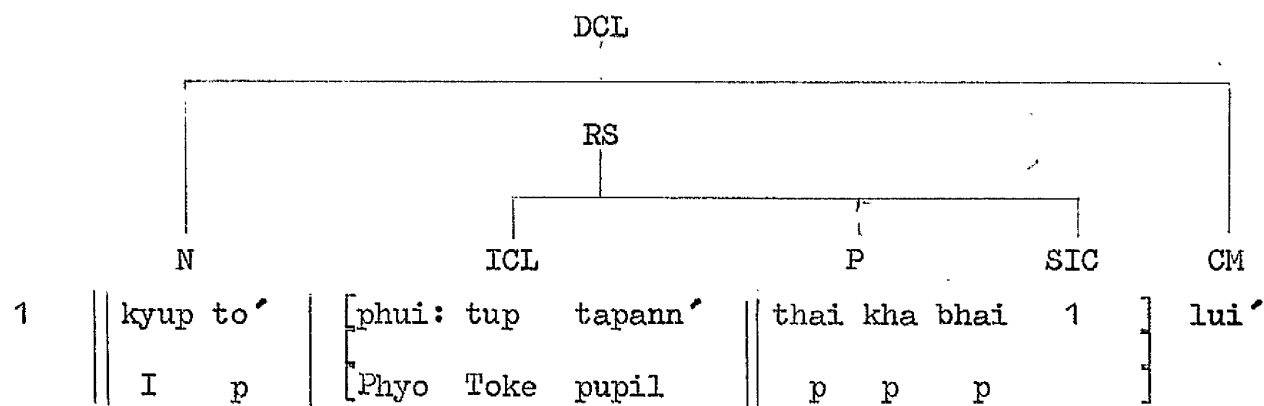 DCL
RS
N ICL P SIC CM
1 kyup to´ [phui: tup tapann´ thai kha bhai 1 ] lui´
I p [Phyo Toke pupil p p p ]